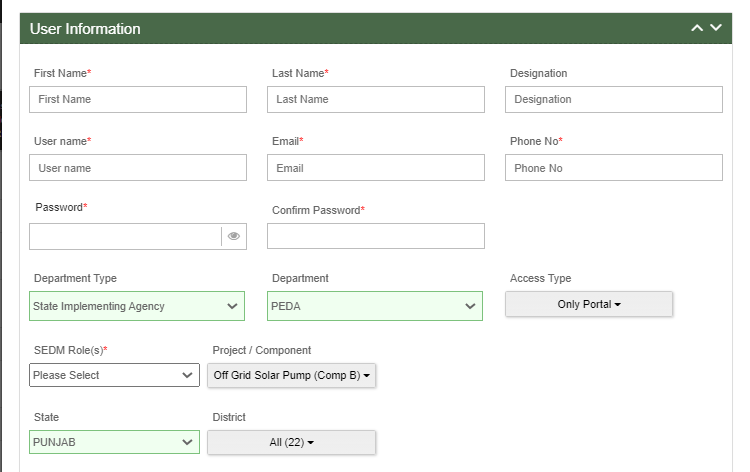 User Information
First Name* Last Name* Designation
First Name Last Name Designation
User name* Email* Phone No*
User name Email Phone No
Password* Confirm Password*
Department Type Department Access Type
State Implementing Agency PEDA Only Portal
SEDM Role(s)* Project / Component
Please Select Off Grid Solar Pump (Comp B)
State District
PUNJAB All (22)